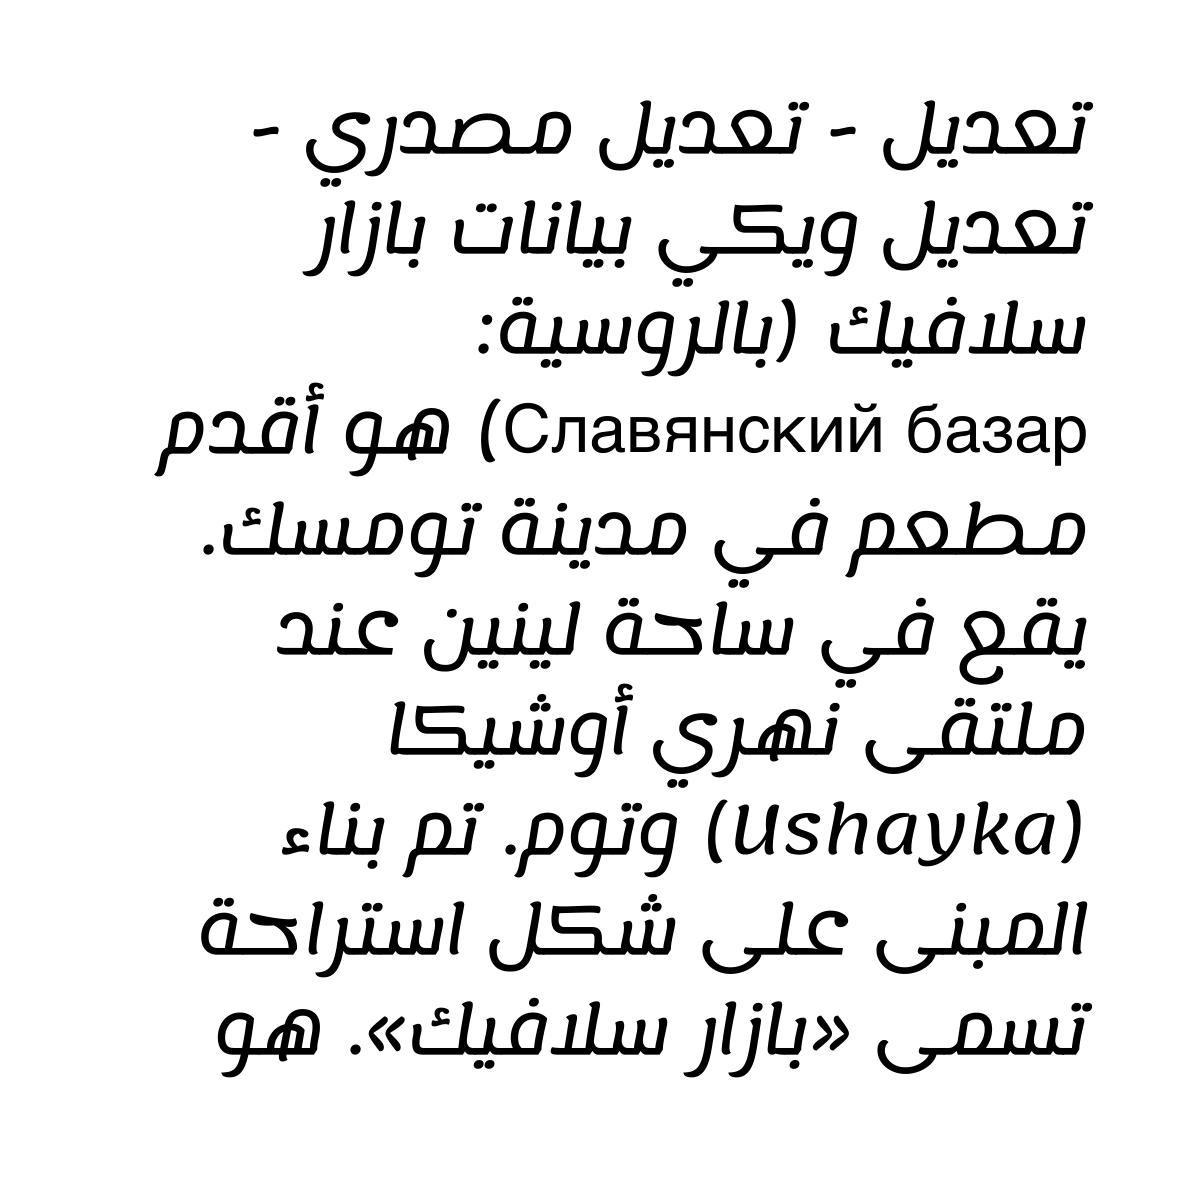 تعديل - تعديل مصدري -
تعديل ويكي بيانات بازار
سلافيك (بالروسية:
Славянский базар) هو أقدم
مطعم في مدينة تومسك.
يقع في ساحة لينين عند
ملتقى نهري أوشيكا
(Ushayka) وتوم. تم بناء
المبنى على شكل استراحة
تسمى «بازار سلافيك». هو